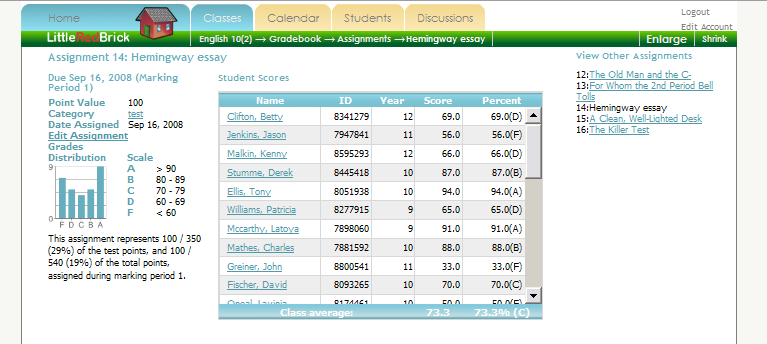 Home
Classes
Calendar
Students
Discussions
Logout
Edit Account
LittleRedBrick
English 10(2) → Gradebook → Assignments → Hemingway essay
Enlarge
Shrink
Assignment 14: Hemingway essay
Due Sep 16, 2008 (Marking
Period 1)
Point Value 100
Category test
Date Assigned Sep 16, 2008
Edit Assignment
Grades
Distribution Scale
9
0
F D C B A
A > 90
B 80 - 89
C 70 - 79
D 60 - 69
F < 60
This assignment represents 100 / 350
(29%) of the test points, and 100 /
540 (19%) of the total points,
assigned during marking period 1.
Student Scores
Name ID Year Score Percent
Clifton, Betty 8341279 12 69.0 69.0(D)
Jenkins, Jason 7947841 11 56.0 56.0(F)
Malkin, Kenny 8595293 12 66.0 66.0(D)
Stumme, Derek 8445418 10 87.0 87.0(B)
Ellis, Tony 8051938 10 94.0 94.0(A)
Williams, Patricia 8277915 9 65.0 65.0(D)
Mccarthy, Latoya 7898060 9 91.0 91.0(A)
Mathes, Charles 7881592 10 88.0 88.0(B)
Greiner, John 8800541 11 33.0 33.0(F)
Fischer, David 8093265 10 70.0 70.0(C)
8174461 10 50.0 50.0(F)
Class average: 73.3 73.3% (C)
View Other Assignments
12:The Old Man and the C-
13:For Whom the 2nd Period Bell
Tolls
14:Hemingway essay
15:A Clean, Well-Lighted Desk
16:The Killer Test